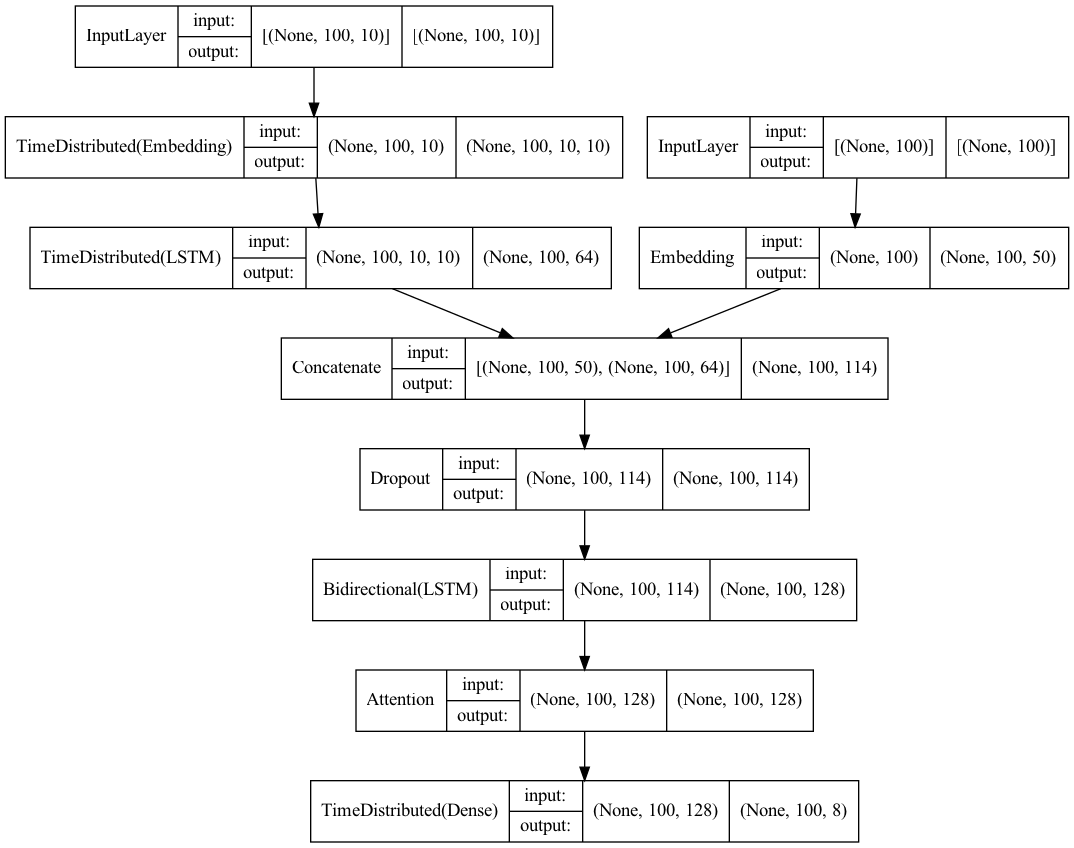 InputLayer
input:
output:
[(None, 100, 10)]
[(None, 100, 10)]
TimeDistributed(Embedding)
input:
output:
(None, 100, 10)
(None, 100, 10, 10)
InputLayer
input:
output:
[(None, 100)]
[(None, 100)]
TimeDistributed(LSTM)
input:
output:
(None, 100, 10, 10)
(None, 100, 64)
Embedding
input:
output:
(None, 100)
(None, 100, 50)
Concatenate
input:
output:
[(None, 100, 50), (None, 100, 64)]
(None, 100, 114)
Dropout
input:
output:
(None, 100, 114)
(None, 100, 114)
Bidirectional(LSTM)
input:
output:
(None, 100, 114)
(None, 100, 128)
Attention
input:
output:
(None, 100, 128)
(None, 100, 128)
TimeDistributed(Dense)
input:
output:
(None, 100, 128)
(None, 100, 8)